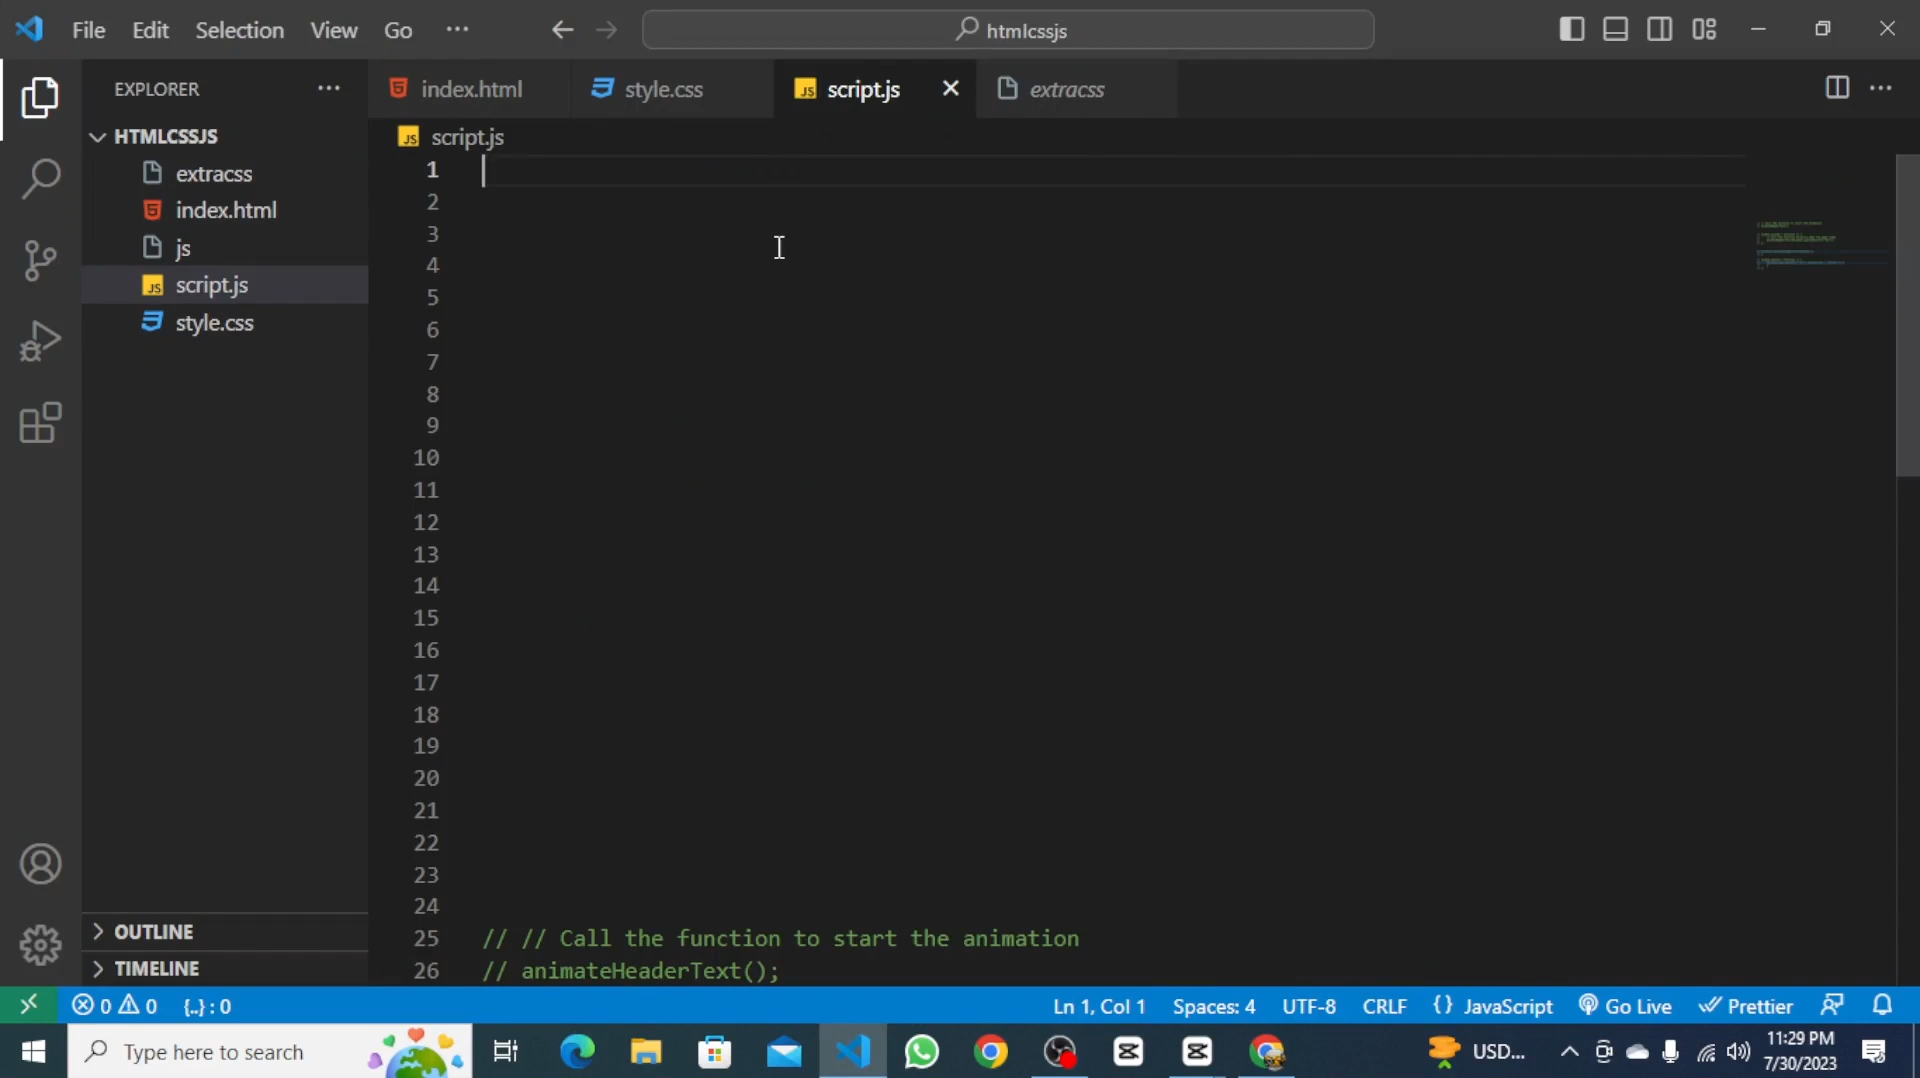 File Edit Selection View Go ··· htmlcssjs
EXPLORER ··· index.html style.css script.js extracss
HTMLCSSJS
script.js
extracss
index.html
js
script.js
style.css
1
2
3
4
5
6
7
8
9
10
11
12
13
14
15
16
17
18
19
20
21
22
23
24
25 // // Call the function to start the animation
26 // animateHeaderText();
OUTLINE
TIMELINE
0 0 {..} : 0 Ln 1, Col 1 Spaces: 4 UTF-8 CRLF {} JavaScript Go Live Prettier
Type here to search USD... 11:29 PM
7/30/2023